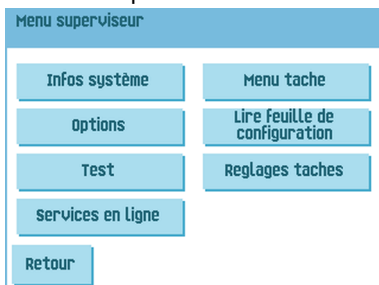 Menu superviseur
Infos système
Menu tache
Options
Lire feuille de
configuration
Test
Reglages taches
Services en ligne
Retour